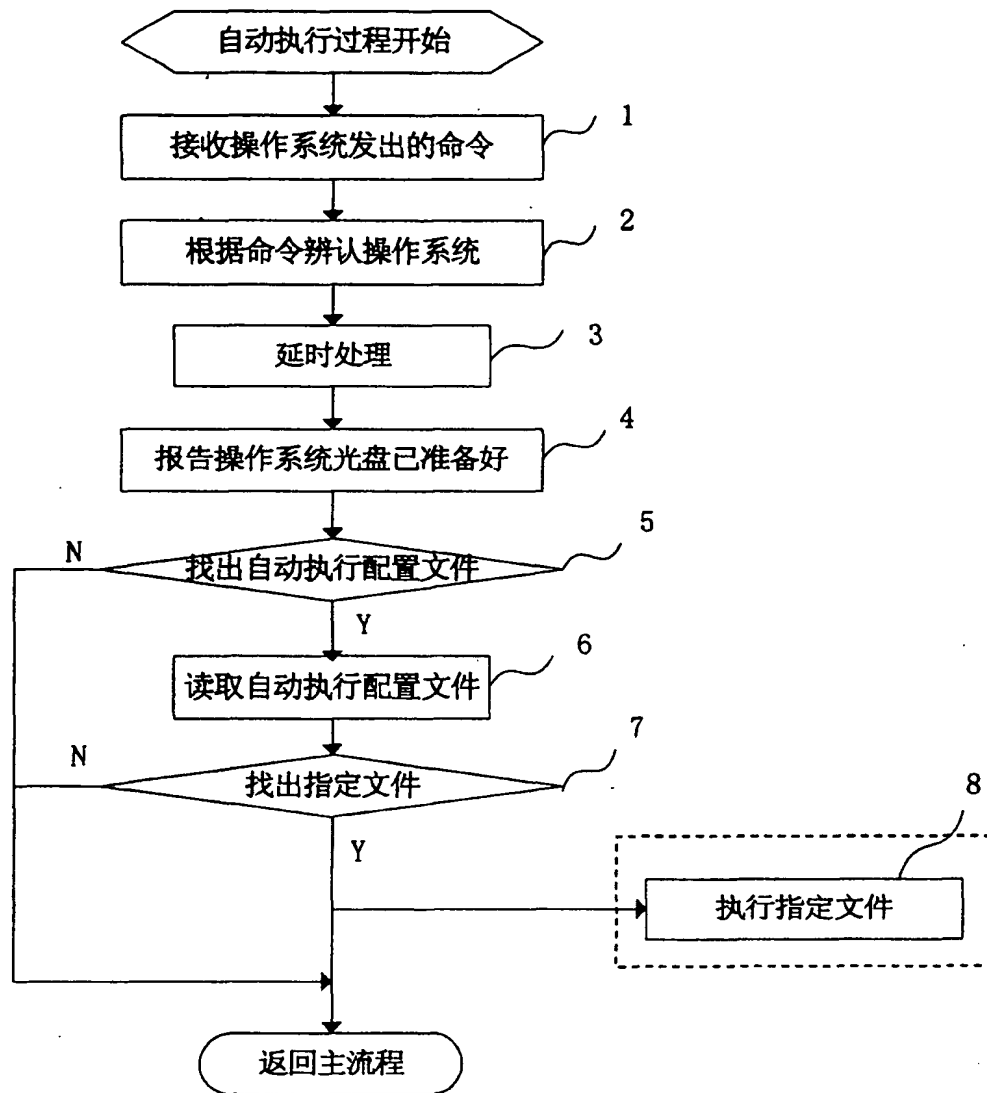 自动执行过程开始
1
接收操作系统发出的命令
2
根据命令辨认操作系统
3
延时处理
4
报告操作系统光盘已准备好
5
N
找出自动执行配置文件
Y
6
读取自动执行配置文件
7
N
找出指定文件
8
Y
执行指定文件
返回主流程